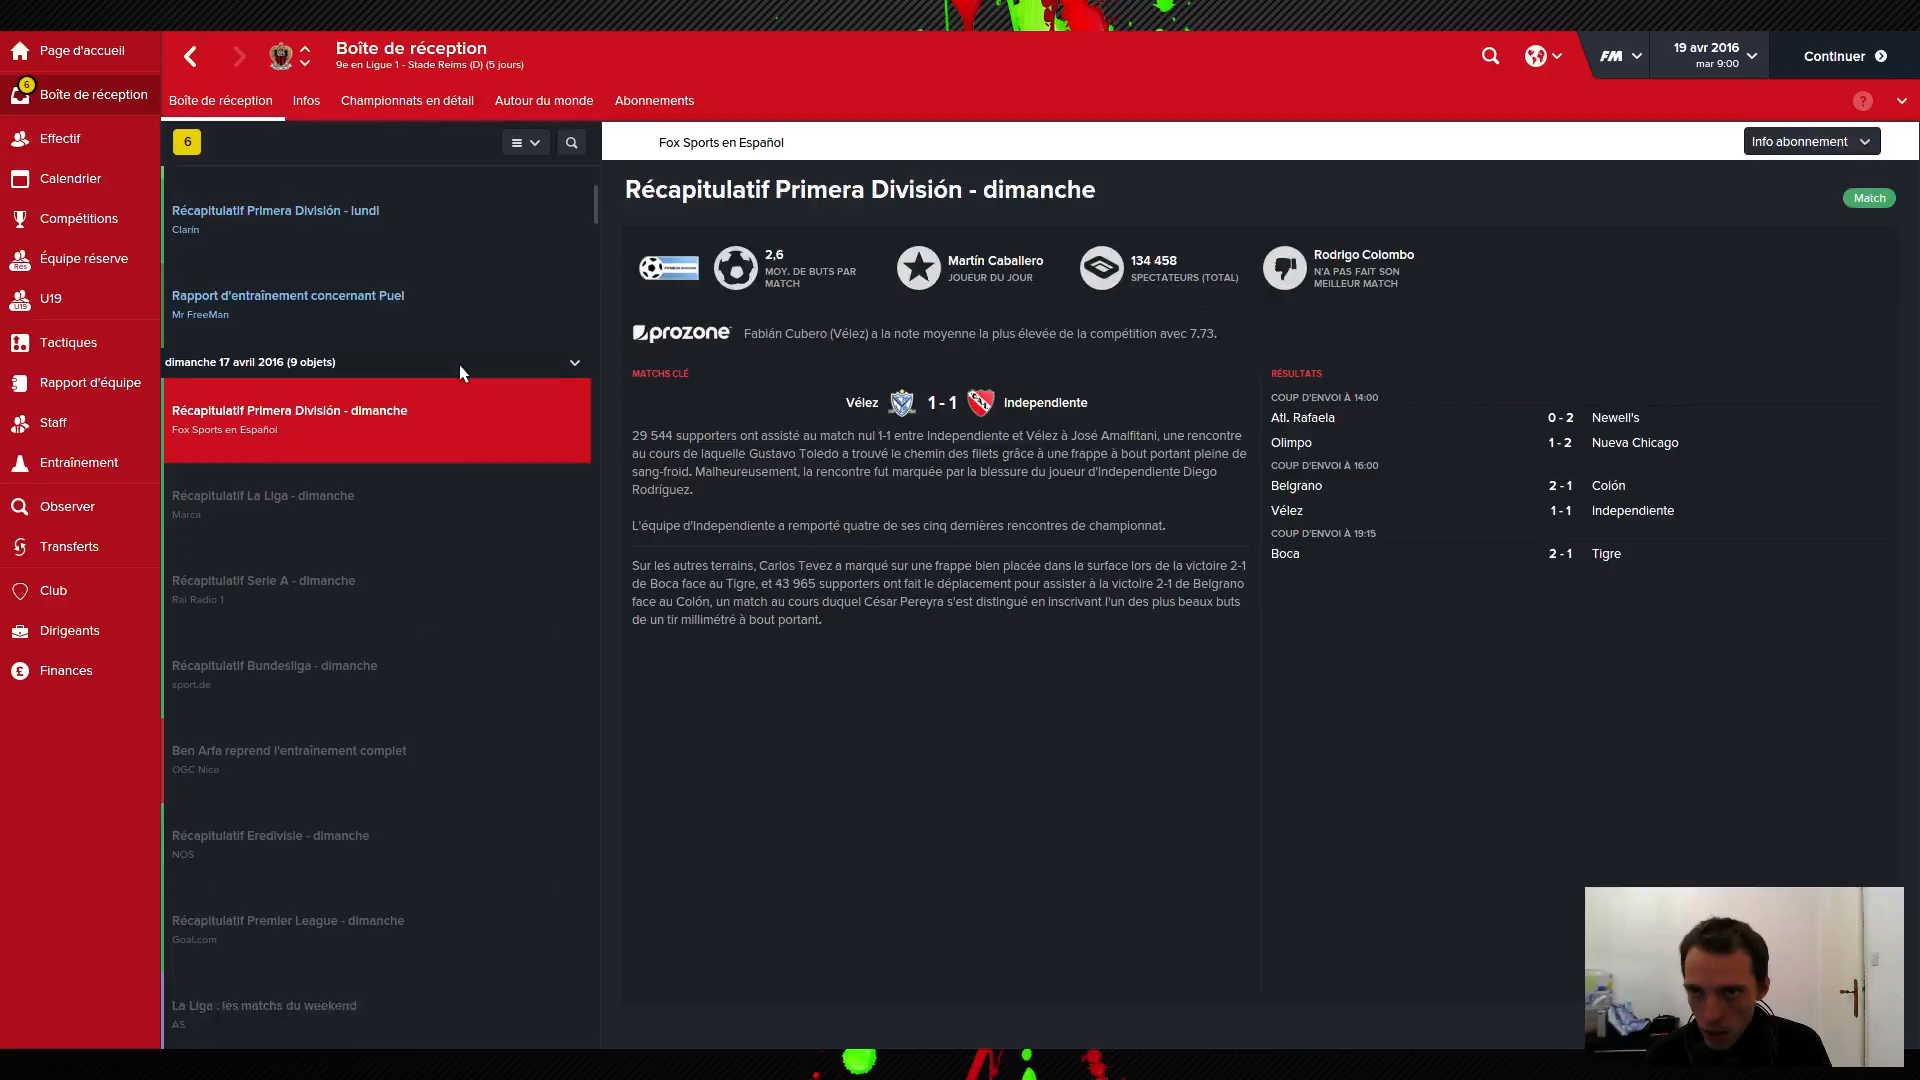 Page d'accueil
6
Boîte de réception
Effectif
Calendrier
Compétitions
Res
Équipe réserve
U19
U19
Tactiques
Rapport d'équipe
Staff
Entraînement
Observer
Transferts
Club
Dirigeants
£
Finances
Boîte de réception
9e en Ligue 1 - Stade Reims (D) (5 jours)
FM
19 avr 2016
mar 9:00
Continuer
Boîte de réception
Infos
Championnats en détail
Autour du monde
Abonnements
?
6
Récapitulatif Primera División - lundi
Clarín
Rapport d'entraînement concernant Puel
Mr FreeMan
dimanche 17 avril 2016 (9 objets)
Récapitulatif Primera División - dimanche
Fox Sports en Español
Récapitulatif La Liga - dimanche
Marca
Récapitulatif Serie A - dimanche
Rai Radio 1
Récapitulatif Bundesliga - dimanche
sport.de
Ben Arfa reprend l'entraînement complet
OGC Nice
Récapitulatif Eredivisie - dimanche
NOS
Récapitulatif Premier League - dimanche
Goal.com
La Liga : les matchs du weekend
AS
Fox Sports en Español
Info abonnement
Récapitulatif Primera División - dimanche
Match
2,6
MOY. DE BUTS PAR
MATCH
Martín Caballero
JOUEUR DU JOUR
134 458
SPECTATEURS (TOTAL)
Rodrigo Colombo
N'A PAS FAIT SON
MEILLEUR MATCH
prozone
Fabián Cubero (Vélez) a la note moyenne la plus élevée de la compétition avec 7.73.
MATCHS CLÉ
Vélez 1 - 1 Independiente
29 544 supporters ont assisté au match nul 1-1 entre Independiente et Vélez à José Amalfitani, une rencontre
au cours de laquelle Gustavo Toledo a trouvé le chemin des filets grâce à une frappe à bout portant pleine de
sang-froid. Malheureusement, la rencontre fut marquée par la blessure du joueur d'Independiente Diego
Rodríguez.
L'équipe d'Independiente a remporté quatre de ses cinq dernières rencontres de championnat.
Sur les autres terrains, Carlos Tevez a marqué sur une frappe bien placée dans la surface lors de la victoire 2-1
de Boca face au Tigre, et 43 965 supporters ont fait le déplacement pour assister à la victoire 2-1 de Belgrano
face au Colón, un match au cours duquel César Pereyra s'est distingué en inscrivant l'un des plus beaux buts
de un tir millimétré à bout portant.
RÉSULTATS
COUP D'ENVOI À 14:00
Atl. Rafaela 0 - 2 Newell's
Olimpo 1 - 2 Nueva Chicago
COUP D'ENVOI À 16:00
Belgrano 2 - 1 Colón
Vélez 1 - 1 Independiente
COUP D'ENVOI À 19:15
Boca 2 - 1 Tigre